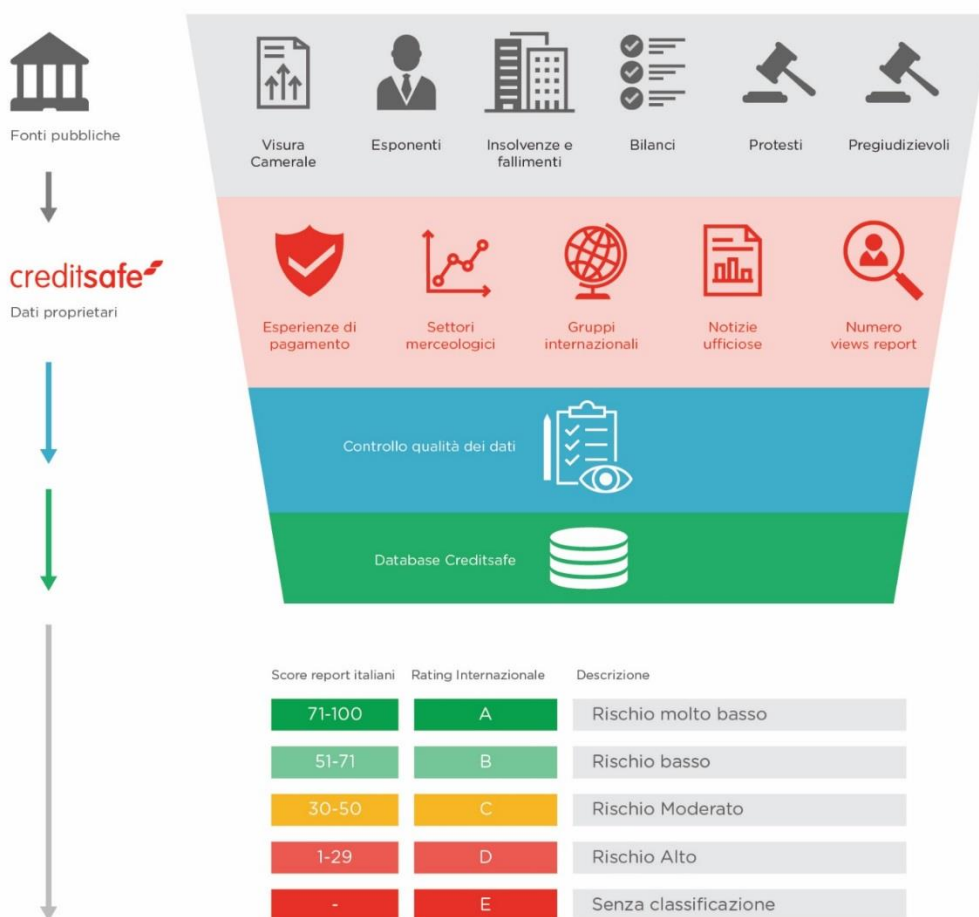 Fonti pubbliche
Visura
Camerale
Esponenti
Insolvenze e
fallimenti
Bilanci
Protesti
Pregiudizievoli
creditsafe
Dati proprietari
Esperienze di
pagamento
Settori
merceologici
Gruppi
internazionali
Notizie
ufficiose
Numero
views report
Controllo qualità dei dati
Database Creditsafe
Score report italiani Rating Internazionale Descrizione
71-100 A Rischio molto basso
51-71 B Rischio basso
30-50 C Rischio Moderato
1-29 D Rischio Alto
- E Senza classificazione